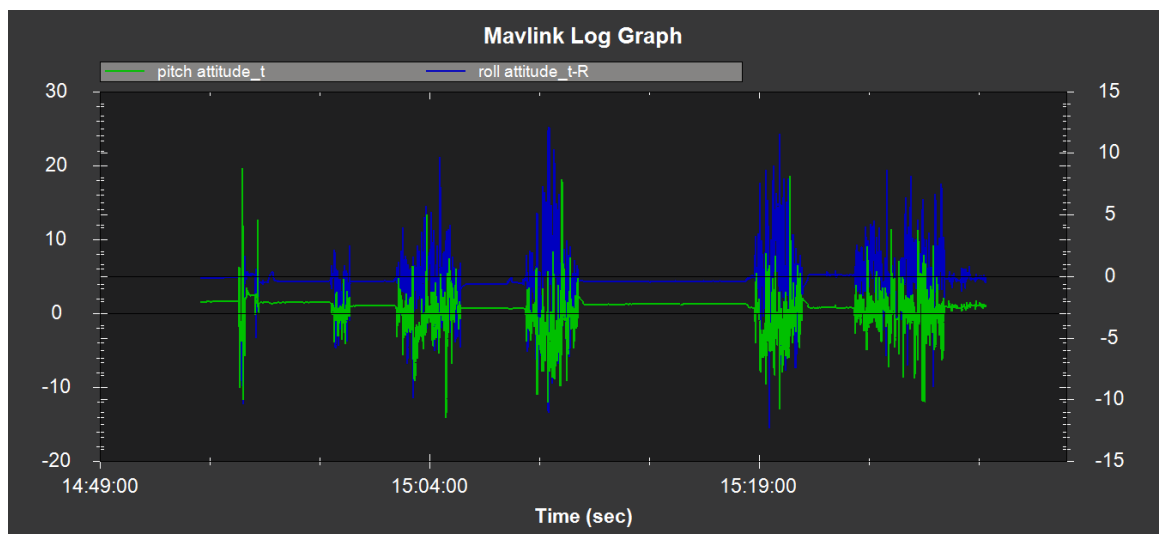 Mavlink Log Graph
pitch attitude_t roll attitude_t-R
30 15
20 10
10 5
0 0
-10 -5
-20 -10
-15
14:49:00 15:04:00 15:19:00
Time (sec)